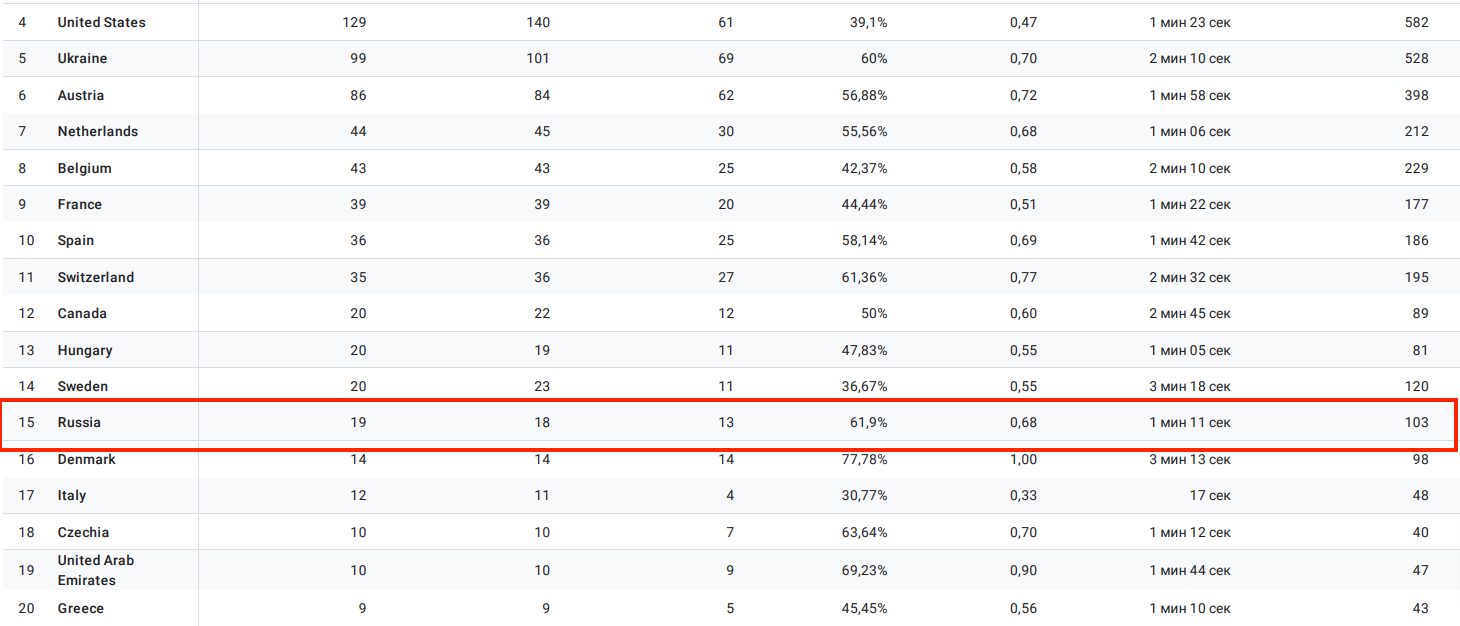 4 United States 129 140 61 39,1% 0,47 1 мин 23 сек 582
5 Ukraine 99 101 69 60% 0,70 2 мин 10 сек 528
6 Austria 86 84 62 56,88% 0,72 1 мин 58 сек 398
7 Netherlands 44 45 30 55,56% 0,68 1 мин 06 сек 212
8 Belgium 43 43 25 42,37% 0,58 2 мин 10 сек 229
9 France 39 39 20 44,44% 0,51 1 мин 22 сек 177
10 Spain 36 36 25 58,14% 0,69 1 мин 42 сек 186
11 Switzerland 35 36 27 61,36% 0,77 2 мин 32 сек 195
12 Canada 20 22 12 50% 0,60 2 мин 45 сек 89
13 Hungary 20 19 11 47,83% 0,55 1 мин 05 сек 81
14 Sweden 20 23 11 36,67% 0,55 3 мин 18 сек 120
15 Russia 19 18 13 61,9% 0,68 1 мин 11 сек 103
16 Denmark 14 14 14 77,78% 1,00 3 мин 13 сек 98
17 Italy 12 11 4 30,77% 0,33 17 сек 48
18 Czechia 10 10 7 63,64% 0,70 1 мин 12 сек 40
19 United Arab Emirates 10 10 9 69,23% 0,90 1 мин 44 сек 47
20 Greece 9 9 5 45,45% 0,56 1 мин 10 сек 43